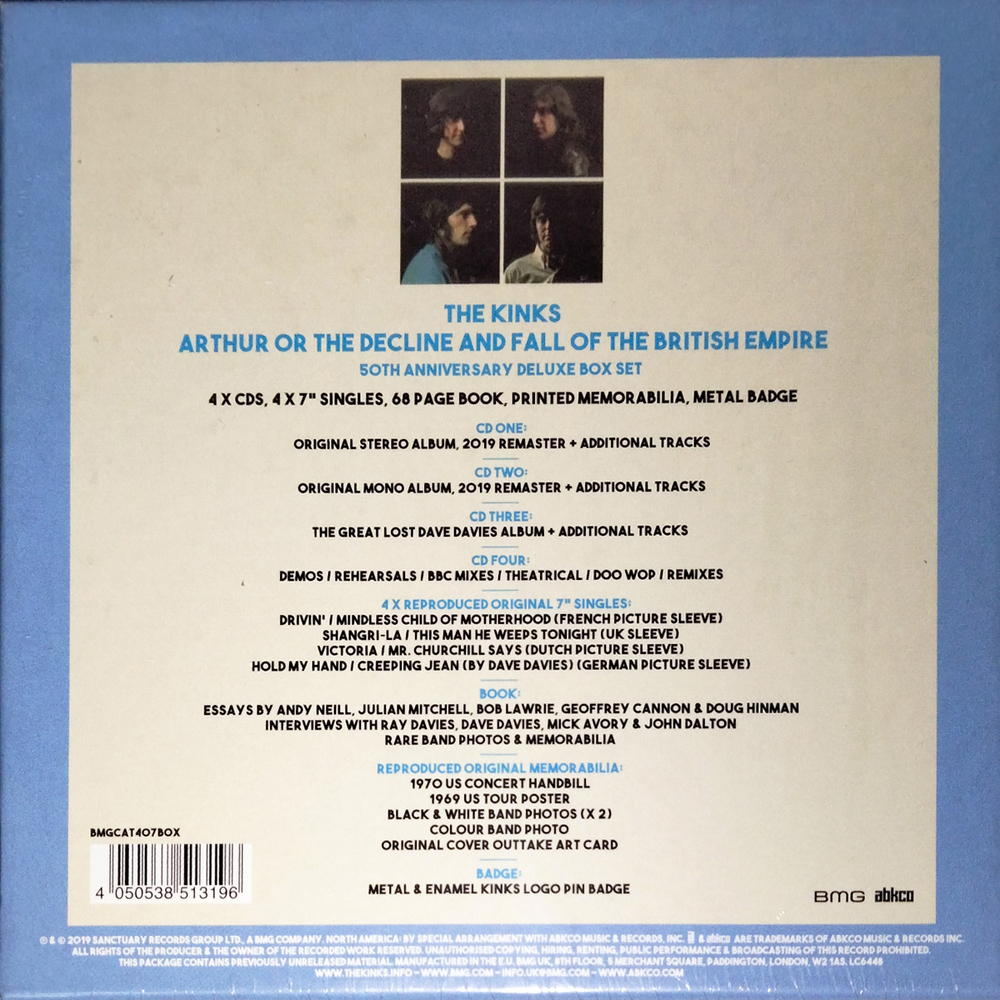 THE KINKS
ARTHUR OR THE DECLINE AND FALL OF THE BRITISH EMPIRE
50TH ANNIVERSARY DELUXE BOX SET
4 X CDS, 4 X 7" SINGLES, 68 PAGE BOOK, PRINTED MEMORABILIA, METAL BADGE
CD ONE:
ORIGINAL STEREO ALBUM, 2019 REMASTER + ADDITIONAL TRACKS
CD TWO:
ORIGINAL MONO ALBUM, 2019 REMASTER + ADDITIONAL TRACKS
CD THREE:
THE GREAT LOST DAVE DAVIES ALBUM + ADDITIONAL TRACKS
CD FOUR:
DEMOS / REHEARSALS / BBC MIXES / THEATRICAL / DOO WOP / REMIXES
4 X REPRODUCED ORIGINAL 7" SINGLES:
DRIVIN' / MINDLESS CHILD OF MOTHERHOOD (FRENCH PICTURE SLEEVE)
SHANGRI-LA / THIS MAN HE WEEPS TONIGHT (UK SLEEVE)
VICTORIA / MR. CHURCHILL SAYS (DUTCH PICTURE SLEEVE)
HOLD MY HAND / CREEPING JEAN (BY DAVE DAVIES) (GERMAN PICTURE SLEEVE)
BOOK:
ESSAYS BY ANDY NEILL, JULIAN MITCHELL, BOB LAWRIE, GEOFFREY CANNON & DOUG HINMAN
INTERVIEWS WITH RAY DAVIES, DAVE DAVIES, MICK AVORY & JOHN DALTON
RARE BAND PHOTOS & MEMORABILIA
REPRODUCED ORIGINAL MEMORABILIA:
1970 US CONCERT HANDBILL
1969 US TOUR POSTER
BLACK & WHITE BAND PHOTOS (X 2)
COLOUR BAND PHOTO
ORIGINAL COVER OUTTAKE ART CARD
BADGE:
METAL & ENAMEL KINKS LOGO PIN BADGE
BMGCAT407BOX
4 050538 513196
BMG abkco
℗ & © 2019 SANCTUARY RECORDS GROUP LTD., A BMG COMPANY. NORTH AMERICA: BY SPECIAL ARRANGEMENT WITH ABKCO MUSIC & RECORDS, INC. & abkco ARE TRADEMARKS OF ABKCO MUSIC & RECORDS INC.
ALL RIGHTS OF THE PRODUCER & THE OWNER OF THE RECORDED WORK RESERVED. UNAUTHORISED COPYING, HIRING, RENTING, PUBLIC PERFORMANCE & BROADCASTING OF THIS RECORD PROHIBITED.
THIS PACKAGE CONTAINS PREVIOUSLY UNRELEASED MATERIAL. MANUFACTURED IN THE E.U. BMG UK, 8TH FLOOR, 5 MERCHANT SQUARE, PADDINGTON, LONDON, W2 1AS. LC6448
WWW.THEKINKS.INFO - WWW.BMG.COM - INFO.UK@BMG.COM - WWW.ABKCO.COM